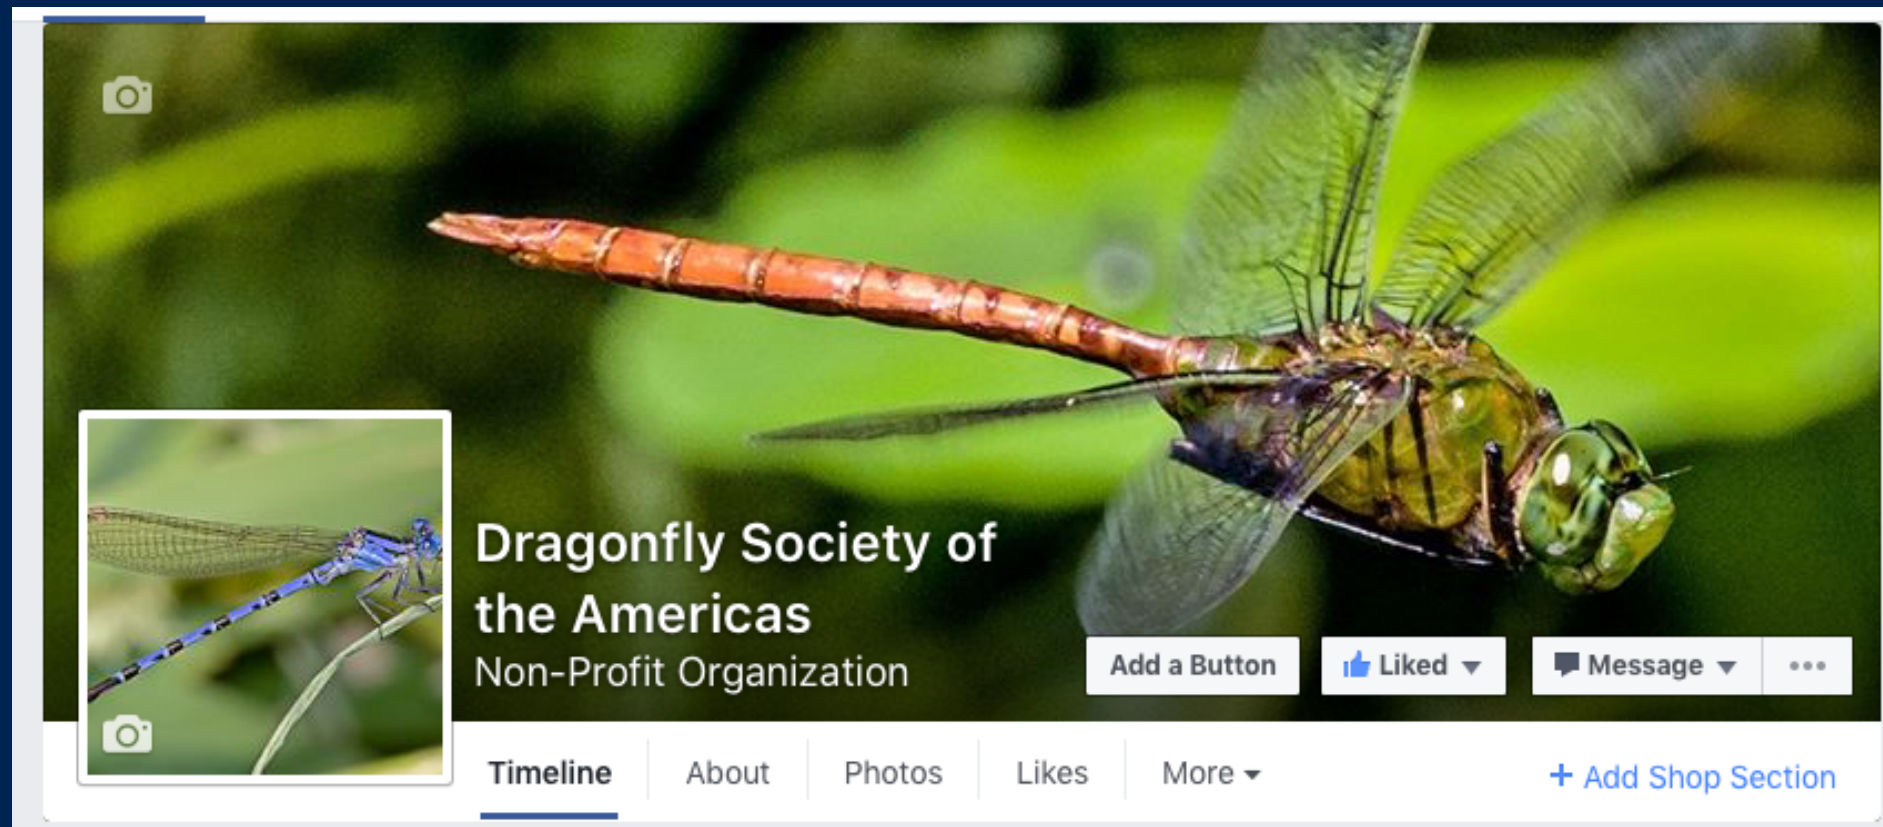 Dragonfly Society of
the Americas
Non-Profit Organization
Add a Button
Liked
Message
Timeline
About
Photos
Likes
More
+ Add Shop Section